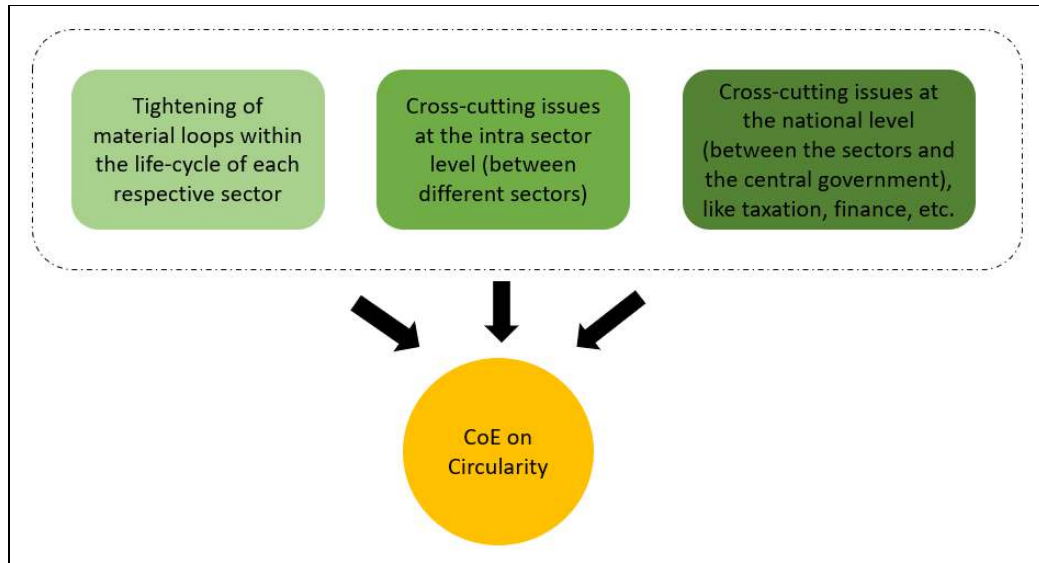 Tightening of
material loops within
the life-cycle of each
respective sector
Cross-cutting issues
at the intra sector
level (between
different sectors)
Cross-cutting issues at
the national level
(between the sectors and
the central government),
like taxation, finance, etc.
CoE on
Circularity